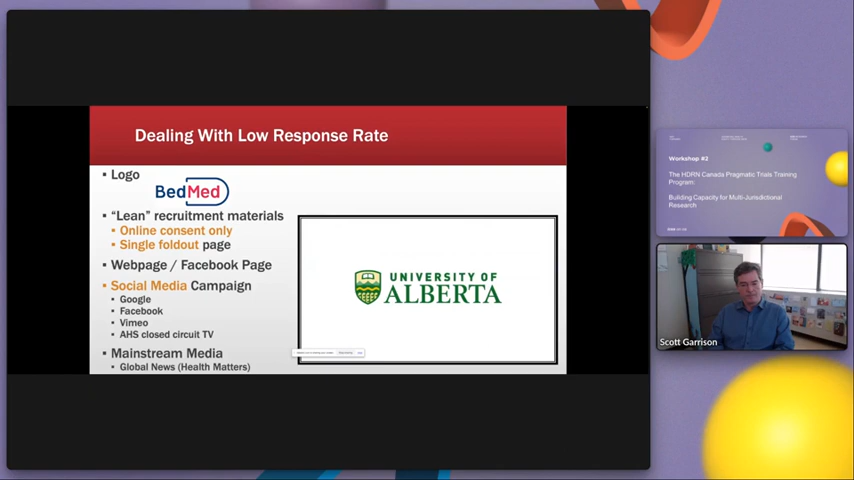 Dealing With Low Response Rate
Logo
BedMed
"Lean" recruitment materials
Online consent only
Single foldout page
Webpage / Facebook Page
Social Media Campaign
Google
Facebook
Vimeo
AHS closed circuit TV
Mainstream Media
Global News (Health Matters)
UNIVERSITY OF
ALBERTA
Workshop #2
The HDRN Canada Pragmatic Trials Training
Program:
Building Capacity for Multi-Jurisdictional
Research
Scott Garrison